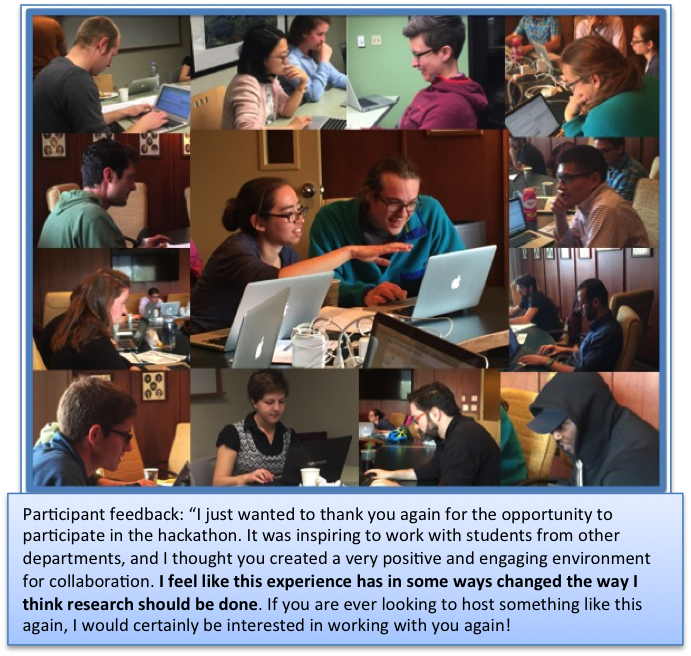 Participant feedback: “I just wanted to thank you again for the opportunity to
participate in the hackathon. It was inspiring to work with students from other
departments, and I thought you created a very positive and engaging environment
for collaboration. I feel like this experience has in some ways changed the way I
think research should be done. If you are ever looking to host something like this
again, I would certainly be interested in working with you again!